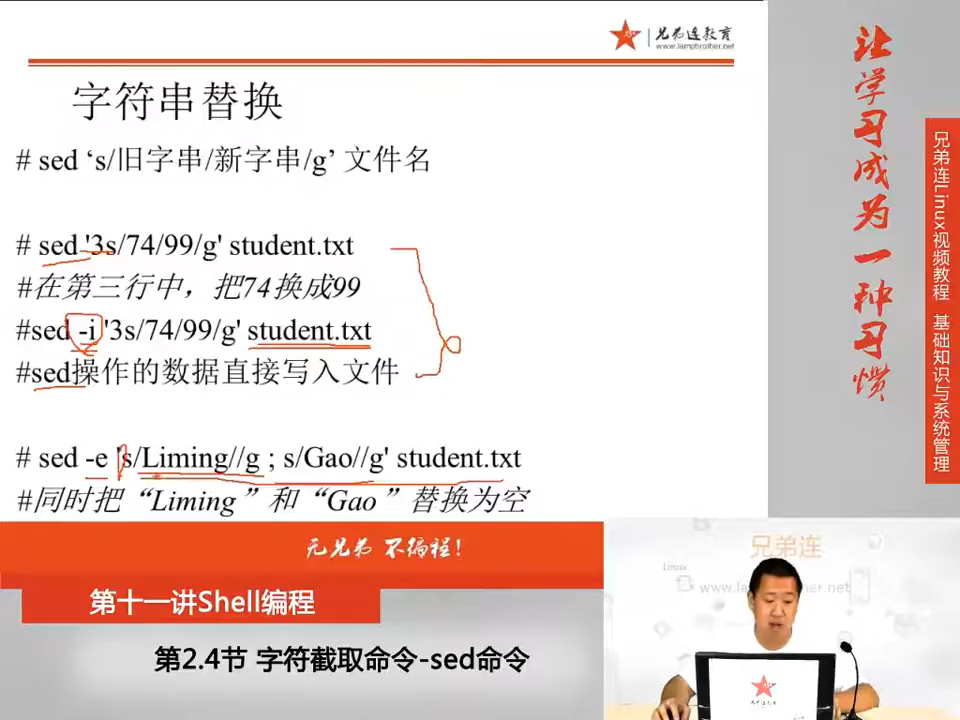 兄弟连教育
www.lampbrother.net
字符串替换
# sed ‘s/旧字串/新字串/g’ 文件名
# sed '3s/74/99/g' student.txt
#在第三行中，把74换成99
#sed -i '3s/74/99/g' student.txt
#sed操作的数据直接写入文件
# sed -e 's/Liming//g ; s/Gao//g' student.txt
#同时把“Liming”和“Gao”替换为空
无兄弟 不编程！
第十一讲Shell编程
第2.4节 字符截取命令-sed命令
兄弟连
Linux
让学习成为一种习惯
兄弟连Linux视频教程 基础知识与系统管理